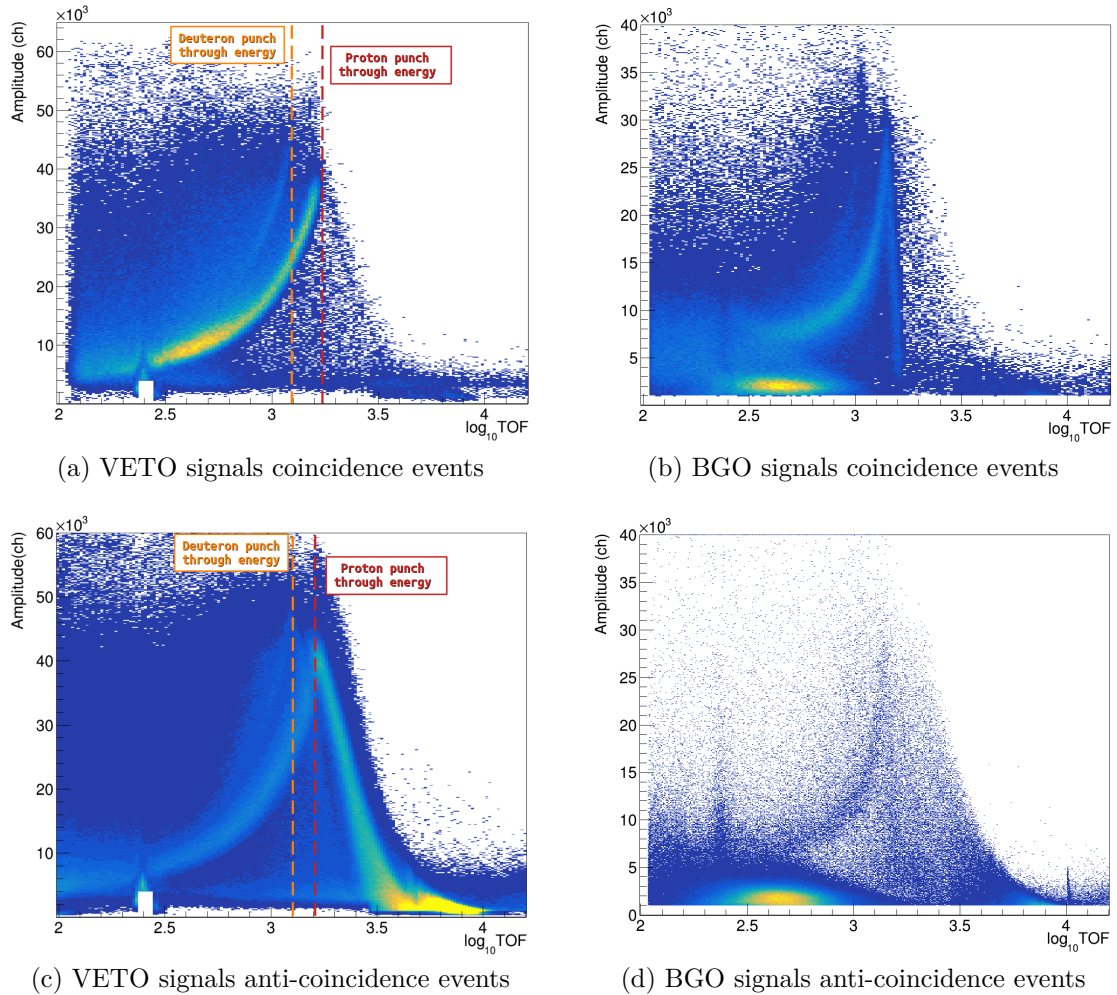 ×10³
Amplitude (ch)
60
50
40
30
20
10
Deuteron punch
through energy
Proton punch
through energy
2 2.5 3 3.5 4
log₁₀TOF
(a) VETO signals coincidence events
×10³
Amplitude (ch)
40
35
30
25
20
15
10
5
2 2.5 3 3.5 4
log₁₀TOF
(b) BGO signals coincidence events
×10³
Amplitude(ch)
60
50
40
30
20
10
Deuteron punch
through energy
Proton punch
through energy
2 2.5 3 3.5 4
log₁₀TOF
(c) VETO signals anti-coincidence events
×10³
Amplitude (ch)
40
35
30
25
20
15
10
5
0
2 2.5 3 3.5 4
log₁₀TOF
(d) BGO signals anti-coincidence events